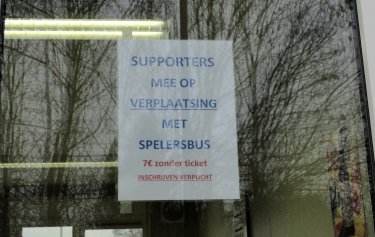 SUPPORTERS
MEE OP
VERPLAATSING
MET
SPELERSBUS
7€ zonder ticket
INSCHRIJVEN VERPLICHT